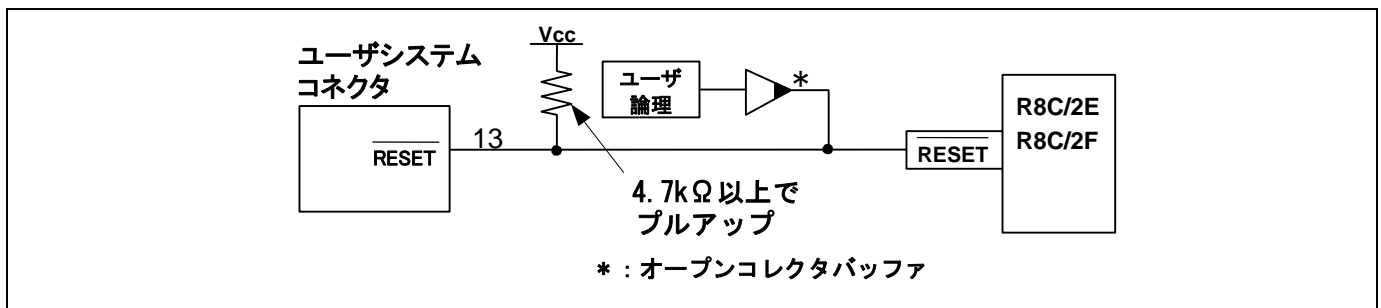 Vcc
ユーザシステム
コネクタ
ユーザ
論理
*
R8C/2E
R8C/2F
RESET
13
RESET
4.7kΩ以上で
プルアップ
*:オープンコレクタバッファ